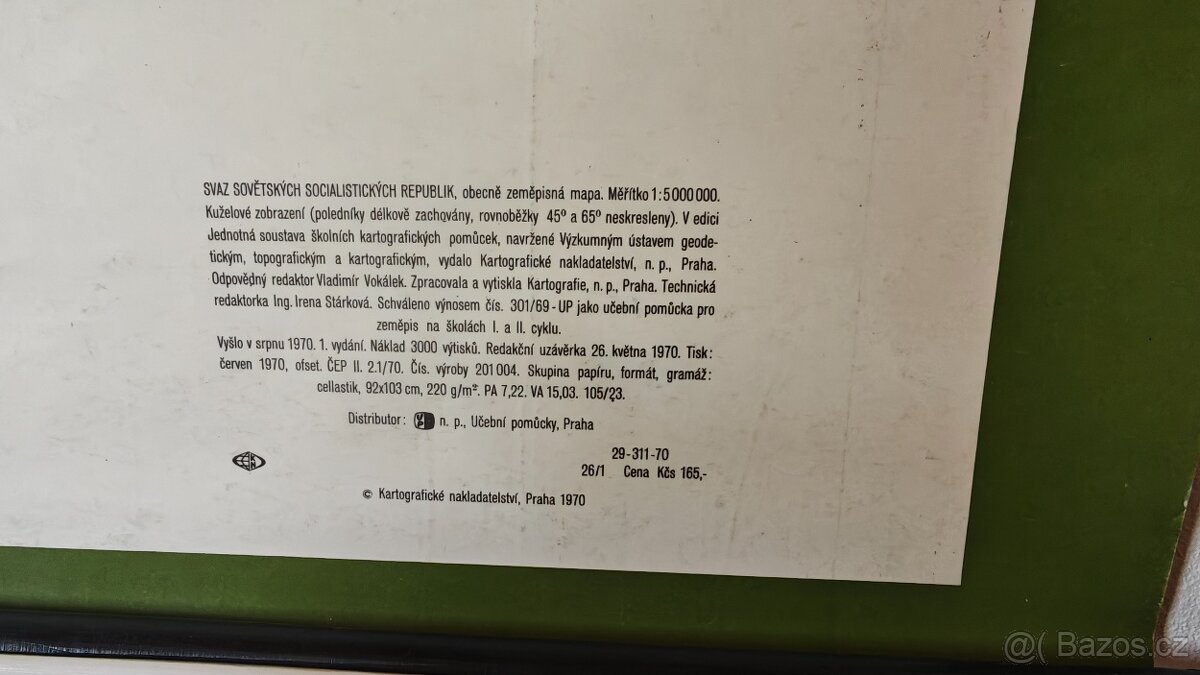 SVAZ SOVĚTSKÝCH SOCIALISTICKÝCH REPUBLIK, obecně zeměpisná mapa. Měřítko 1:5 000 000.
Kuželové zobrazení (poledníky délkově zachovány, rovnoběžky 45º a 65º neskresleny). V edici
Jednotná soustava školních kartografických pomůcek, navržené Výzkumným ústavem geode-
tickým, topografickým a kartografickým, vydalo Kartografické nakladatelství, n. p., Praha.
Odpovědný redaktor Vladimír Vokálek. Zpracovala a vytiskla Kartografie, n. p., Praha. Technická
redaktorka Ing. Irena Stárková. Schváleno výnosem čís. 301/69 - UP jako učební pomůcka pro
zeměpis na školách I. a II. cyklu.
Vyšlo v srpnu 1970. 1. vydání. Náklad 3000 výtisků. Redakční uzávěrka 26. května 1970. Tisk:
červen 1970, ofset. ČEP II. 2.1/70. Čís. výroby 201 004. Skupina papíru, formát, gramáž:
cellastik, 92x103 cm, 220 g/m². PA 7,22. VA 15,03. 105/23.
Distributor: n. p., Učební pomůcky, Praha
29-311-70
26/1 Cena Kčs 165,-
© Kartografické nakladatelství, Praha 1970
@( Bazos.cz